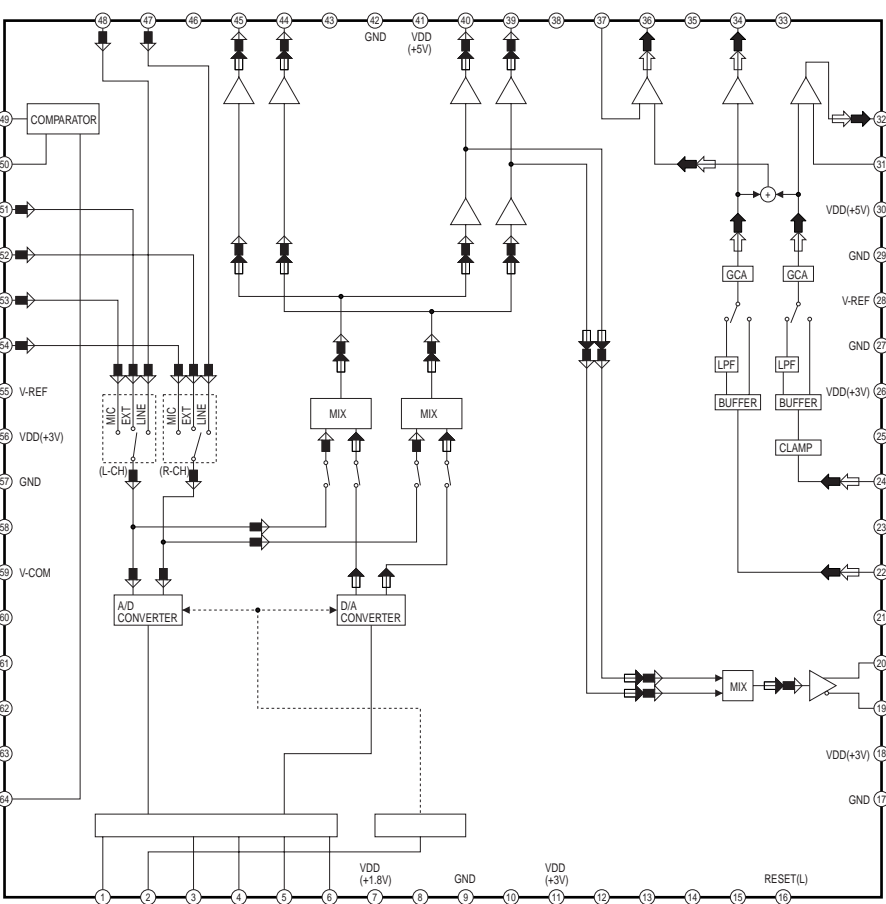 48 47 46 45 44 43 42 41 40 39 38 37 36 35 34 33
GND
VDD
(+5V)
49
COMPARATOR
32
50
31
51
VDD(+5V) 30
+
52
GND 29
GCA
GCA
53
V-REF 28
54
GND 27
LPF
LPF
55 V-REF
VDD(+3V) 26
BUFFER
BUFFER
MIC
EXT
LINE
MIC
EXT
LINE
MIX
MIX
56 VDD(+3V)
25
CLAMP
(L-CH)
(R-CH)
57 GND
24
58
23
59 V-COM
22
A/D
CONVERTER
D/A
CONVERTER
60
21
61
20
MIX
62
19
63
VDD(+3V) 18
64
GND 17
VDD
(+1.8V)
GND
VDD
(+3V)
RESET(L)
1 2 3 4 5 6 7 8 9 10 11 12 13 14 15 16